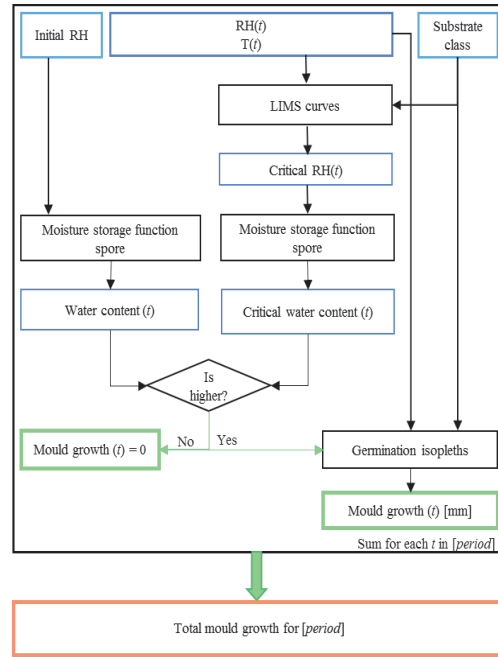 Initial RH
RH(t)
T(t)
Substrate
class
LIMS curves
Critical RH(t)
Moisture storage function
spore
Moisture storage function
spore
Water content (t)
Critical water content (t)
Is
higher?
No
Yes
Mould growth (t) = 0
Germination isopleths
Mould growth (t) [mm]
Sum for each t in [period]
Total mould growth for [period]